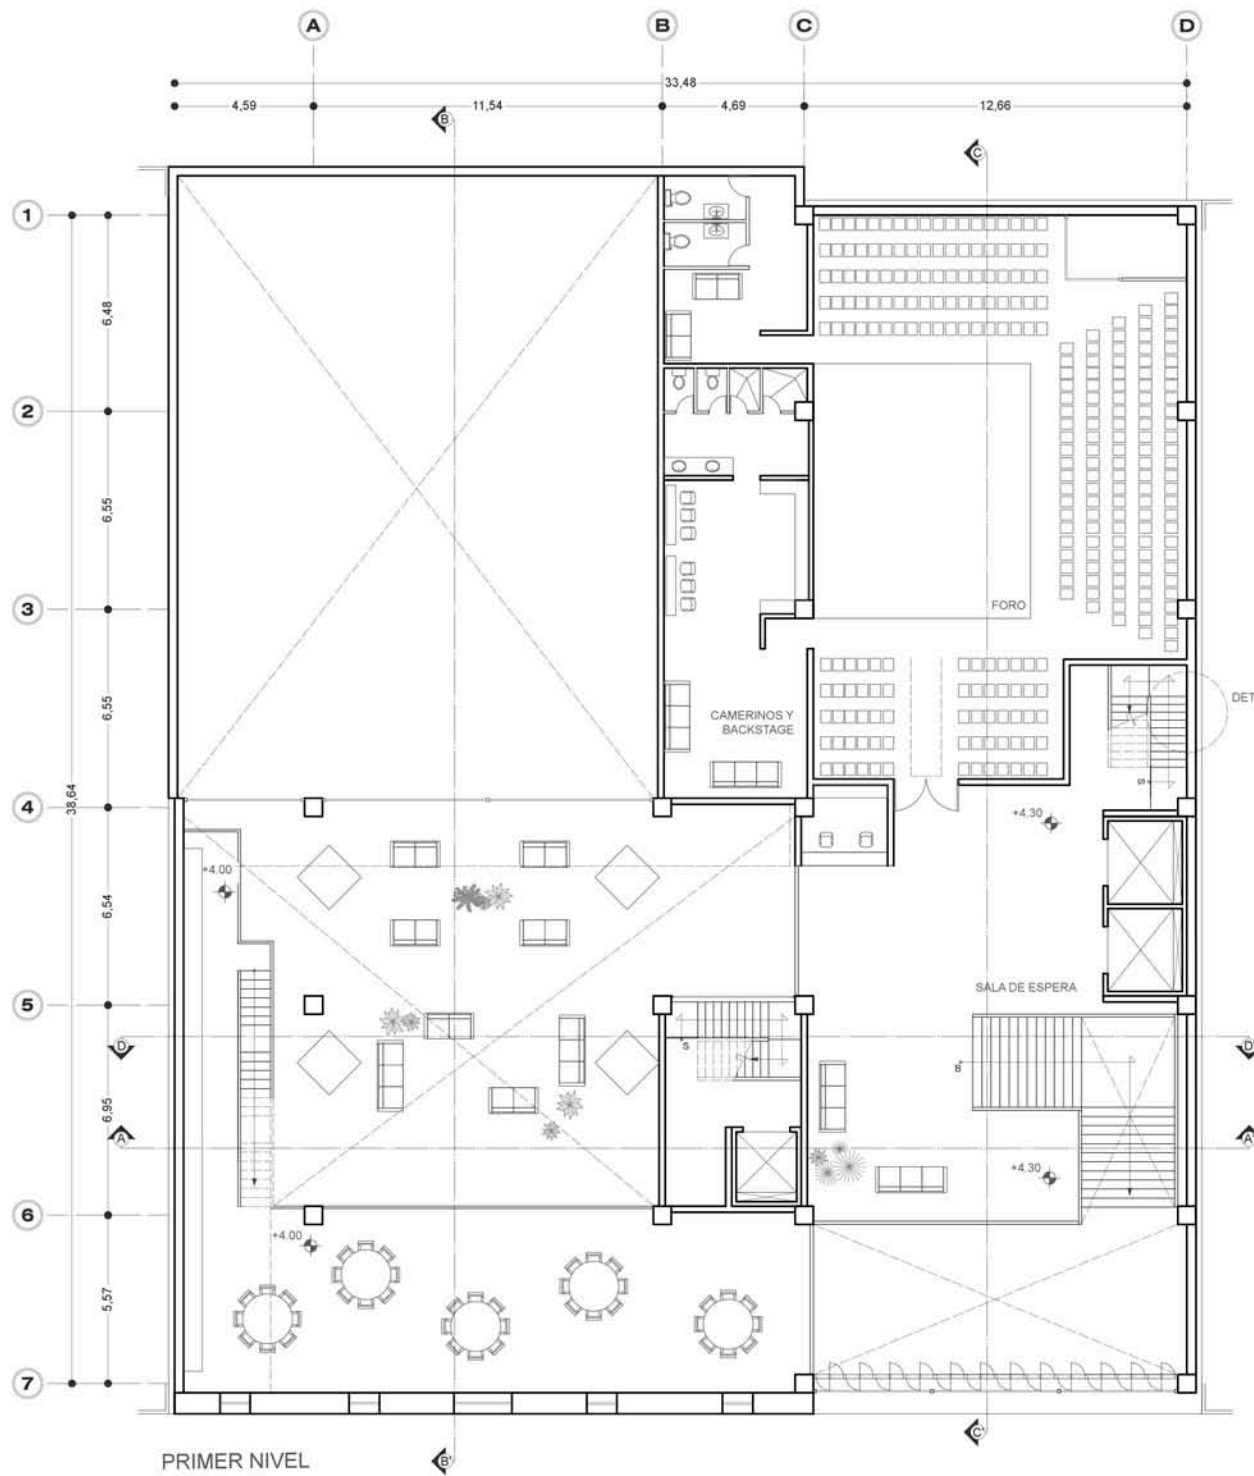 A B C D
33,48
4,59 11,54 4,69 12,66
B
C
1
6,48
2
6,55
3
FORO
6,55
CAMERINOS Y
BACKSTAGE
DET
S
4
38,64
+4.30
+4.00
6,54
5
SALA DE ESPERA
D
D'
S
B
6,95
A
A'
+4.30
6
+4.00
5,57
7
B'
C'
PRIMER NIVEL